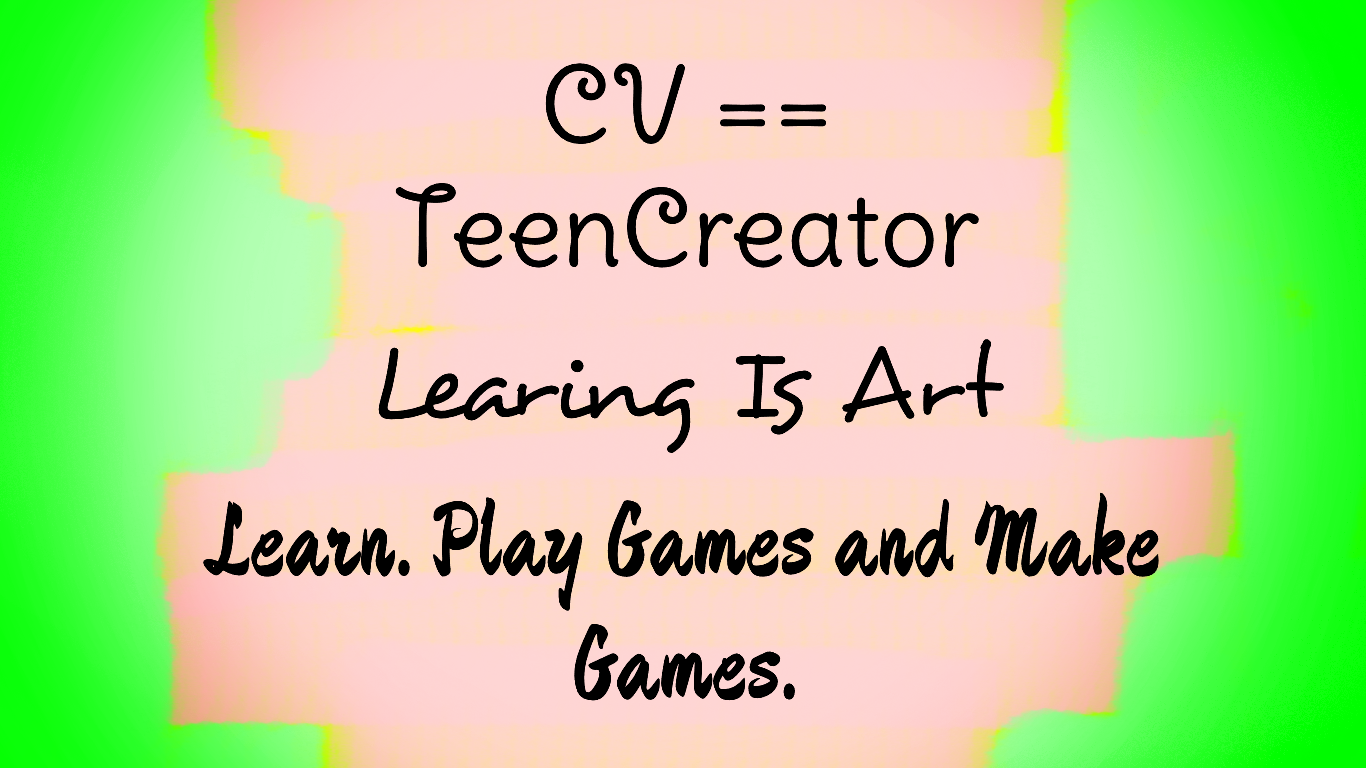 CV ==
TeenCreator
Learing Is Art
Learn. Play Games and Make
Games.